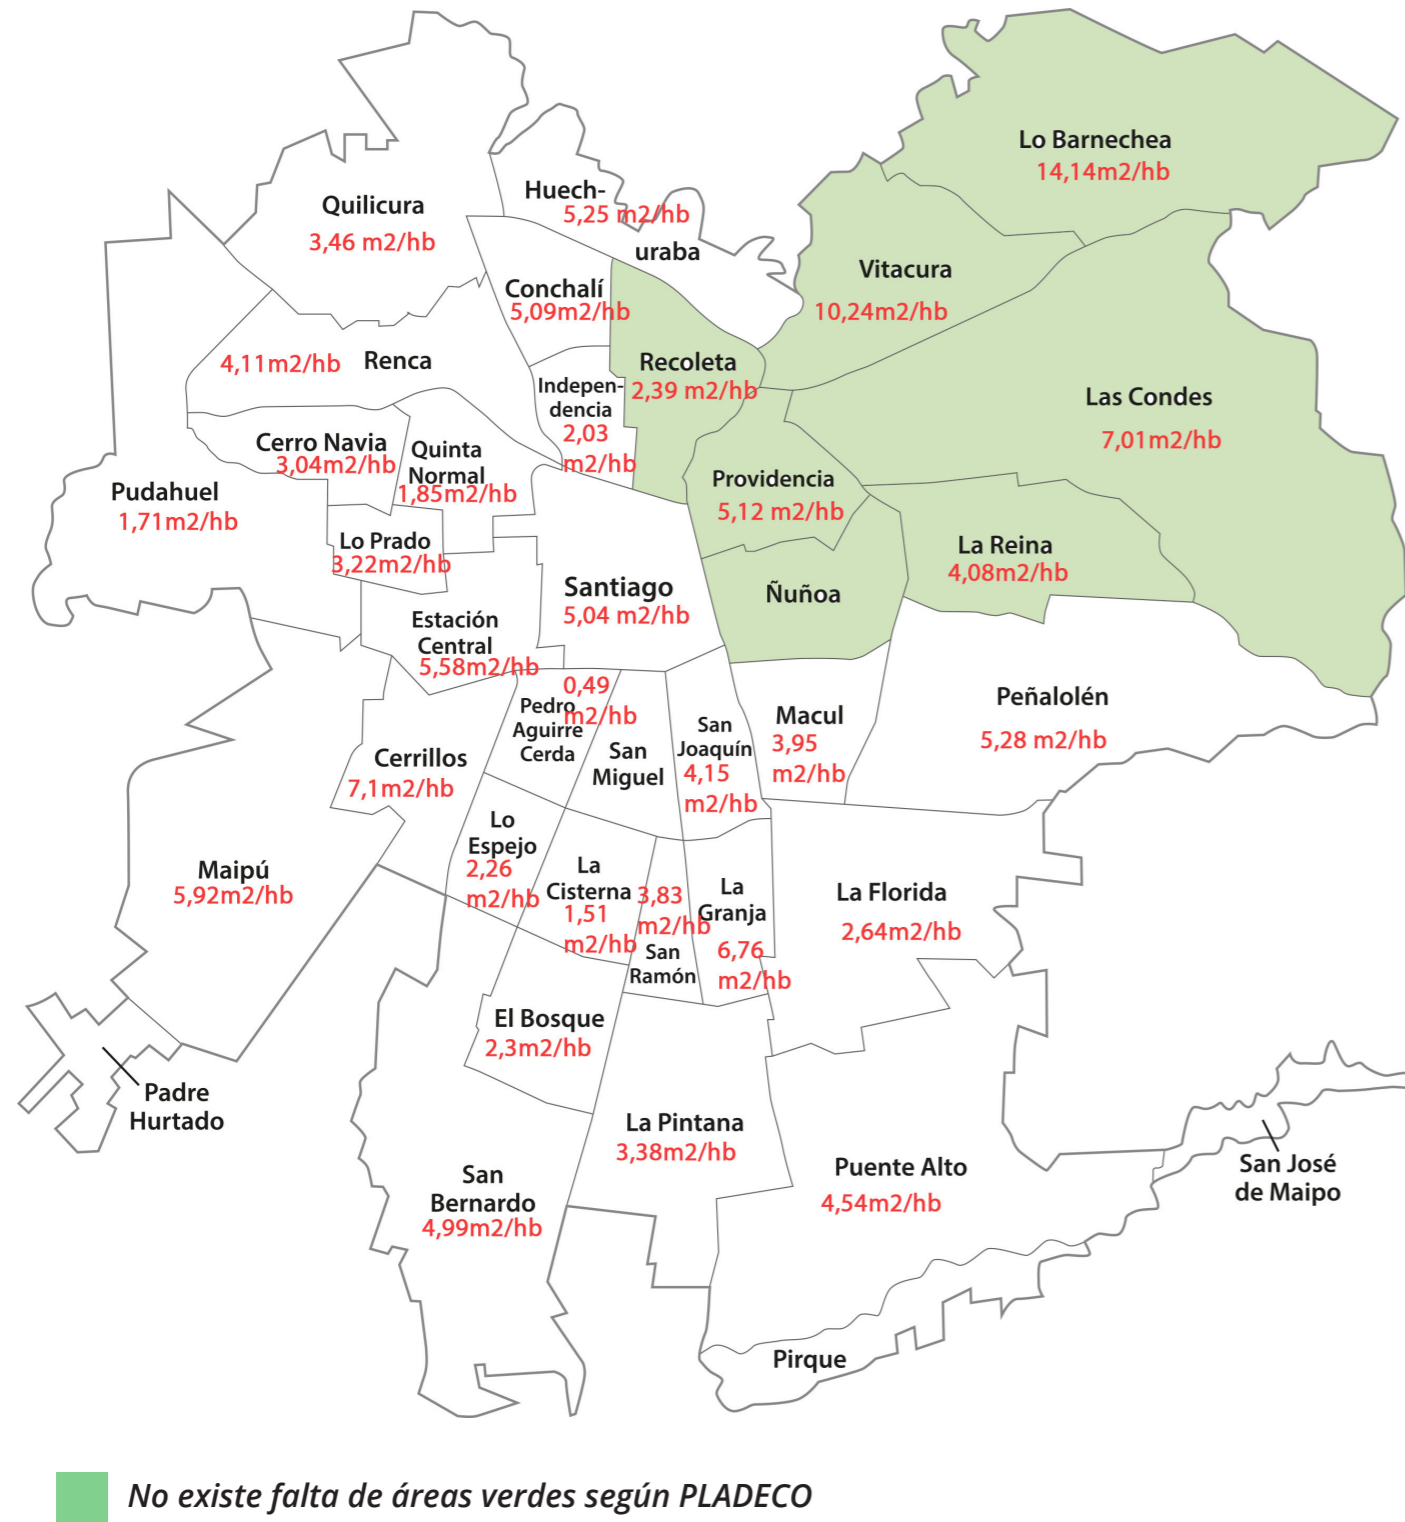 Lo Barnechea
14,14m2/hb
Huech-
5,25 m2/hb
uraba
Quilicura
3,46 m2/hb
Vitacura
10,24m2/hb
Conchalí
5,09m2/hb
Renca
4,11m2/hb
Recoleta
2,39 m2/hb
Indepen-
dencia
2,03
m2/hb
Las Condes
7,01m2/hb
Cerro Navia
3,04m2/hb
Quinta
Normal
1,85m2/hb
Pudahuel
1,71m2/hb
Providencia
5,12 m2/hb
Lo Prado
3,22m2/hb
La Reina
4,08m2/hb
Santiago
5,04 m2/hb
Ñuñoa
Estación
Central
5,58m2/hb
0,49
m2/hb
Pedro
Aguirre
Cerda
San
Miguel
San
Joaquín
4,15
m2/hb
Macul
3,95
m2/hb
Peñalolén
5,28 m2/hb
Cerrillos
7,1m2/hb
Lo
Espejo
2,26
m2/hb
Maipú
5,92m2/hb
La
Cisterna
1,51
m2/hb
3,83
m2/hb
San
Ramón
La
Granja
6,76
m2/hb
La Florida
2,64m2/hb
El Bosque
2,3m2/hb
Padre
Hurtado
La Pintana
3,38m2/hb
Puente Alto
4,54m2/hb
San José
de Maipo
San
Bernardo
4,99m2/hb
Pirque
No existe falta de áreas verdes según PLADECO